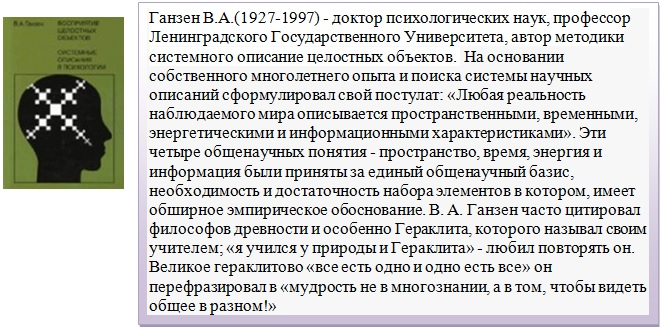 В.А.Ганзен
ВОСПРИЯТИЕ
ЦЕЛОСТНЫХ
ОБЪЕКТОВ
СИСТЕМНЫЕ
ОПИСАНИЯ
В ПСИХОЛОГИИ
Ганзен В.А.(1927-1997) - доктор психологических наук, профессор
Ленинградского Государственного Университета, автор методики
системного описание целостных объектов. На основании
собственного многолетнего опыта и поиска системы научных
описаний сформулировал свой постулат: «Любая реальность
наблюдаемого мира описывается пространственными, временными,
энергетическими и информационными характеристиками». Эти
четыре общенаучных понятия - пространство, время, энергия и
информация были приняты за единый общенаучный базис,
необходимость и достаточность набора элементов в котором, имеет
обширное эмпирическое обоснование. В. А. Ганзен часто цитировал
философов древности и особенно Гераклита, которого называл своим
учителем; «я учился у природы и Гераклита» - любил повторять он.
Великое гераклитово «все есть одно и одно есть все» он
перефразировал в «мудрость не в многознании, а в том, чтобы видеть
общее в разном!»